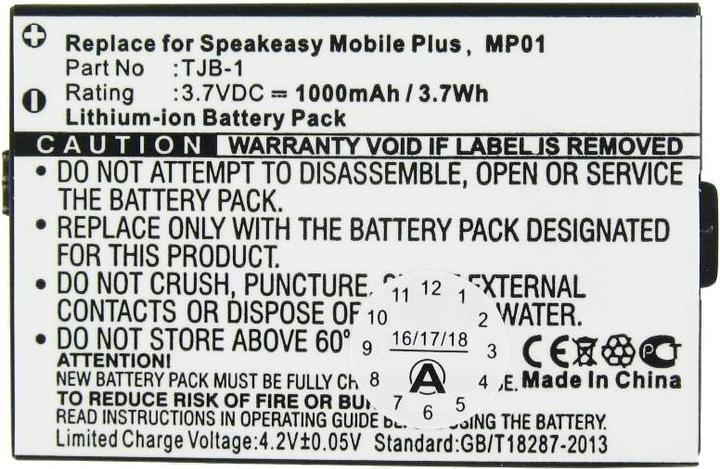 Replace for Speakeasy Mobile Plus, MP01
Part No :TJB-1
Rating :3.7VDC = 1000mAh / 3.7Wh
Lithium-ion Battery Pack
CAUTION WARRANTY VOID IF LABEL IS REMOVED
• DO NOT ATTEMPT TO DISASSEMBLE, OPEN OR SERVICE
THE BATTERY PACK.
• REPLACE ONLY WITH THE BATTERY PACK DESIGNATED
FOR THIS PRODUCT.
• DO NOT CRUSH, PUNCTURE, EXTERNAL
CONTACTS OR DISPOSE OF WATER.
• DO NOT STORE ABOVE 60°
ATTENTION!
NEW BATTERY PACK MUST BE FULLY
TO REDUCE RISK OF FIRE OR
READ INSTRUCTIONS IN OPERATING GUIDE USING THE BATTERY.
Limited Charge Voltage:4.2V±0.05V Standard:GB/T18287-2013
11 12 1
10 2
9 16/17/18 3
8 A 4
7 6 5
CE PCT
Made In China